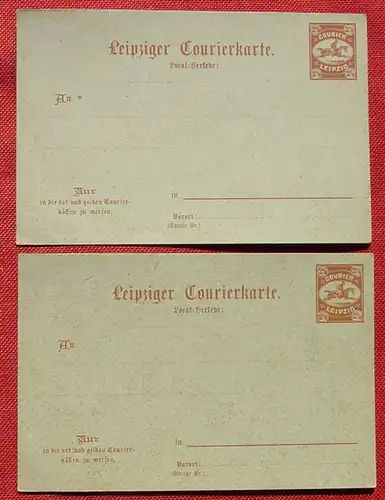 Leipziger Courierkarte.
Local-Verkehr:
COURIER
LEIPZIG
An
Nur
in die rot und gelben Courier-
kästen zu werfen.
in
Vorort:
Leipziger Courierkarte.
Local-Verkehr:
COURIER
LEIPZIG
An
Nur
in die rot und gelben Courier-
kästen zu werfen.
in
Vorort: